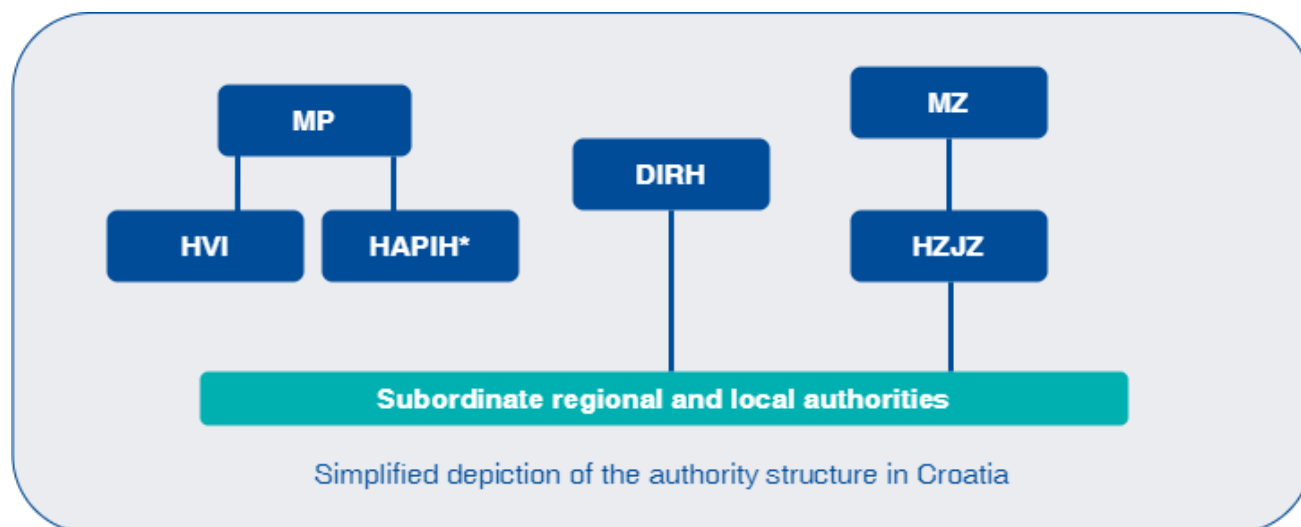 MP
MZ
DIRH
HVI
HAPIH*
HZJZ
Subordinate regional and local authorities
Simplified depiction of the authority structure in Croatia